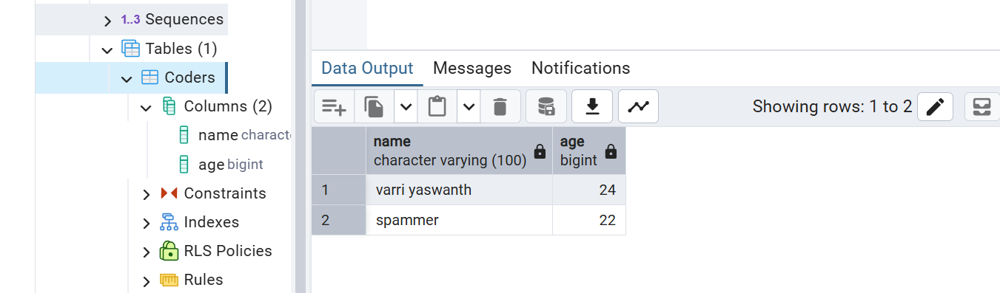 1..3 Sequences
Tables (1)
Coders
Columns (2)
name charact
age bigint
Constraints
Indexes
RLS Policies
Rules
Data Output Messages Notifications
Showing rows: 1 to 2
name age
character varying (100) bigint
1 varri yaswanth 24
2 spammer 22